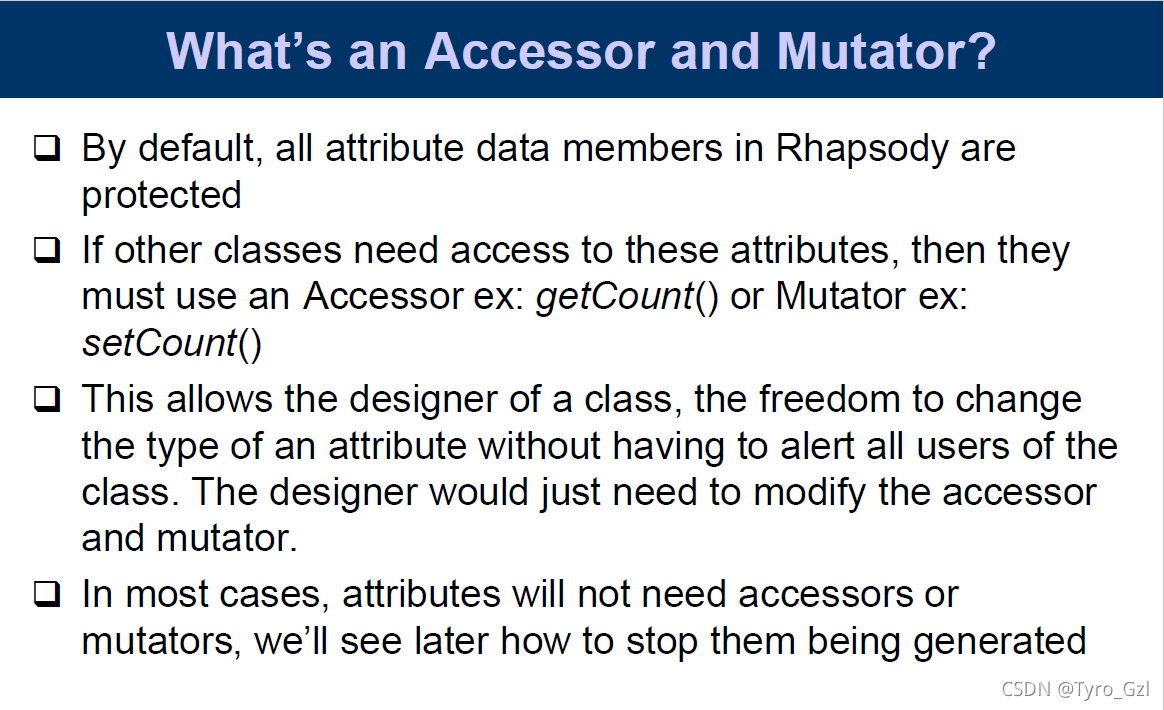 What's an Accessor and Mutator?
By default, all attribute data members in Rhapsody are
protected
If other classes need access to these attributes, then they
must use an Accessor ex: getCount() or Mutator ex:
setCount()
This allows the designer of a class, the freedom to change
the type of an attribute without having to alert all users of the
class. The designer would just need to modify the accessor
and mutator.
In most cases, attributes will not need accessors or
mutators, we'll see later how to stop them being generated
CSDN @Tyro_Gzl